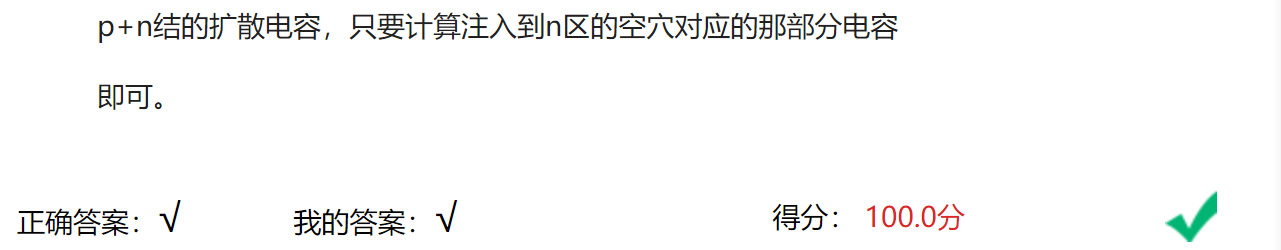 p+n结的扩散电容，只要计算注入到n区的空穴对应的那部分电容
即可。
正确答案：√ 我的答案：√ 得分： 100.0分